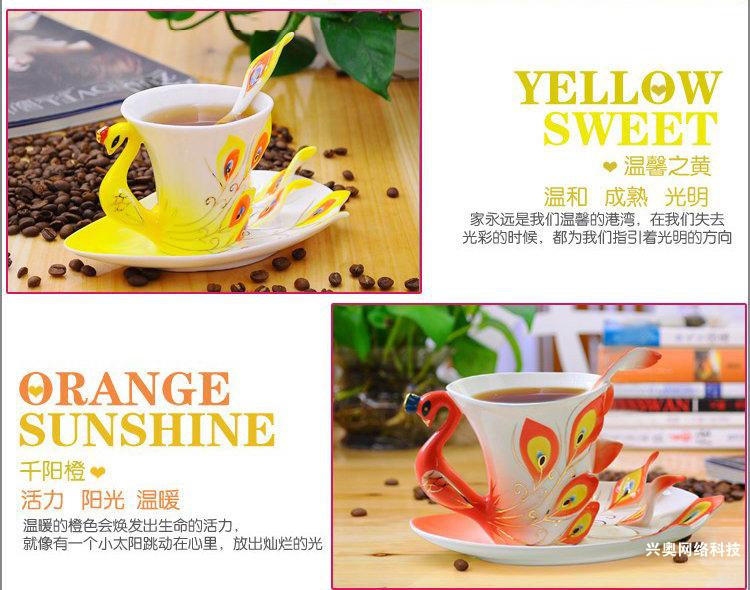 YELLOW
SWEET
温馨之黄
温和 成熟 光明
家永远是我们温馨的港湾，在我们失去
光彩的时候，都为我们指引着光明的方向
ORANGE
SUNSHINE
千阳橙
活力 阳光 温暖
温暖的橙色会焕发出生命的活力，
就像有一个小太阳跳动在心里，放出灿烂的光
兴奥网络科技